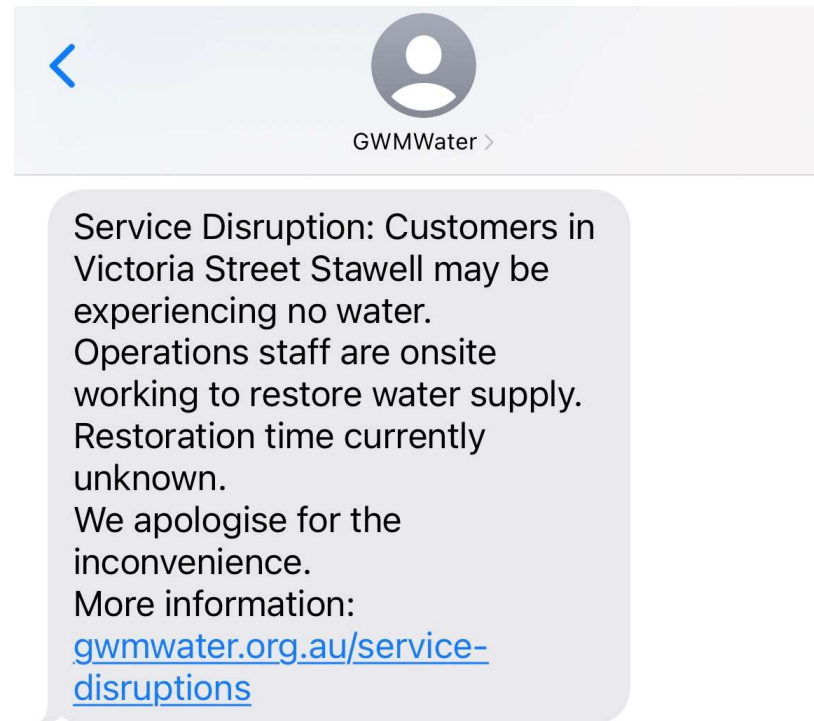 GWMWater
Service Disruption: Customers in
Victoria Street Stawell may be
experiencing no water.
Operations staff are onsite
working to restore water supply.
Restoration time currently
unknown.
We apologise for the
inconvenience.
More information:
gwmwater.org.au/service-
disruptions